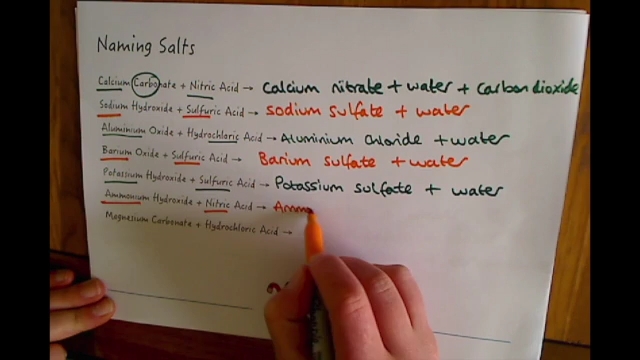 Naming Salts
Calcium Carbonate + Nitric Acid → calcium nitrate + water + carbon dioxide
Sodium Hydroxide + Sulfuric Acid → sodium sulfate + water
Aluminium Oxide + Hydrochloric Acid → Aluminium Chloride + water
Barium Oxide + Sulfuric Acid → Barium sulfate + water
Potassium Hydroxide + Sulfuric Acid → Potassium sulfate + water
Ammonium Hydroxide + Nitric Acid → Ammo
Magnesium Carbonate + Hydrochloric Acid →